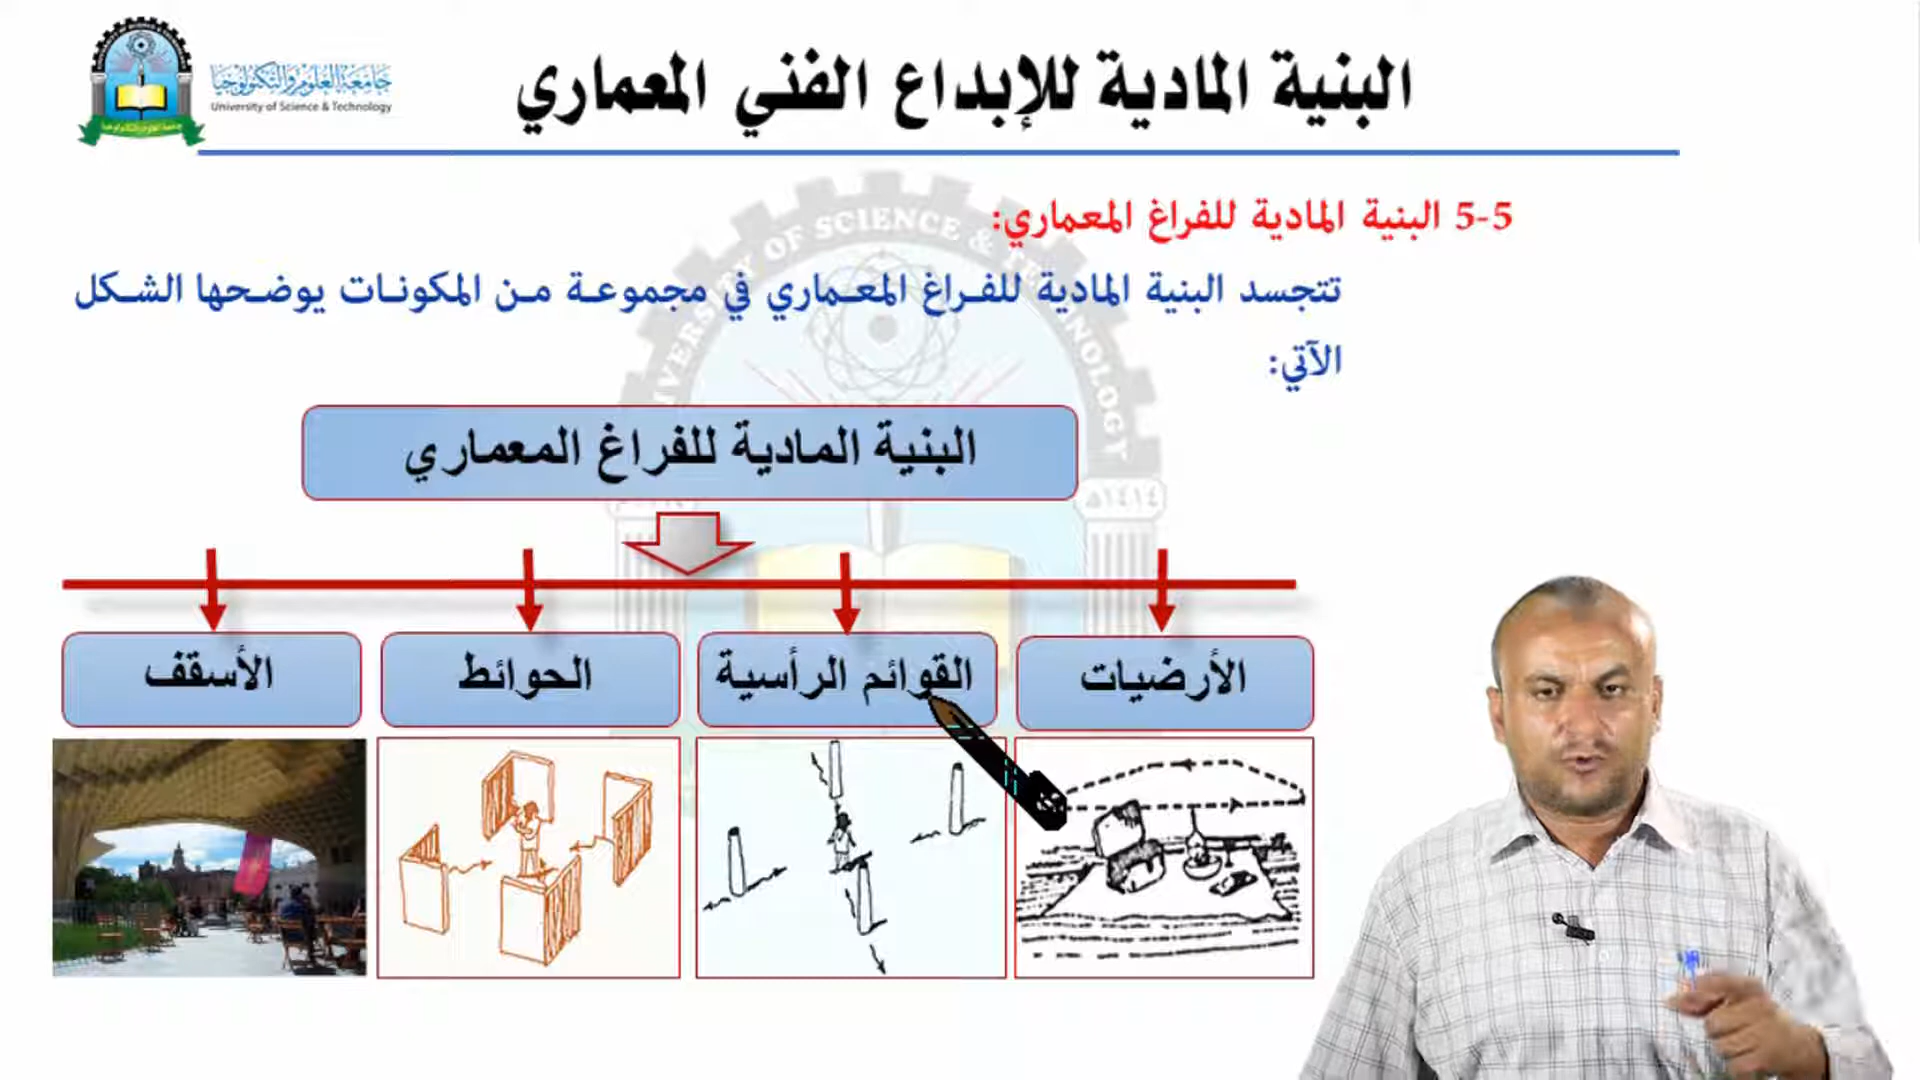 جامعة العلوم والتكنولوجيا
University of Science & Technology
البنية المادية للإبداع الفني المعماري
5-5 البنية المادية للفراغ المعماري:
تتجسد البنية المادية للفراغ المعماري في مجموعة من المكونات يوضحها الشكل
الآتي:
البنية المادية للفراغ المعماري
الأرضيات
القوائم الرأسية
الحوائط
الأسقف